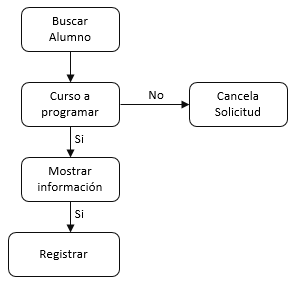 Buscar
Alumno
Curso a
programar
No
Cancela
Solicitud
Si
Mostrar
información
Si
Registrar